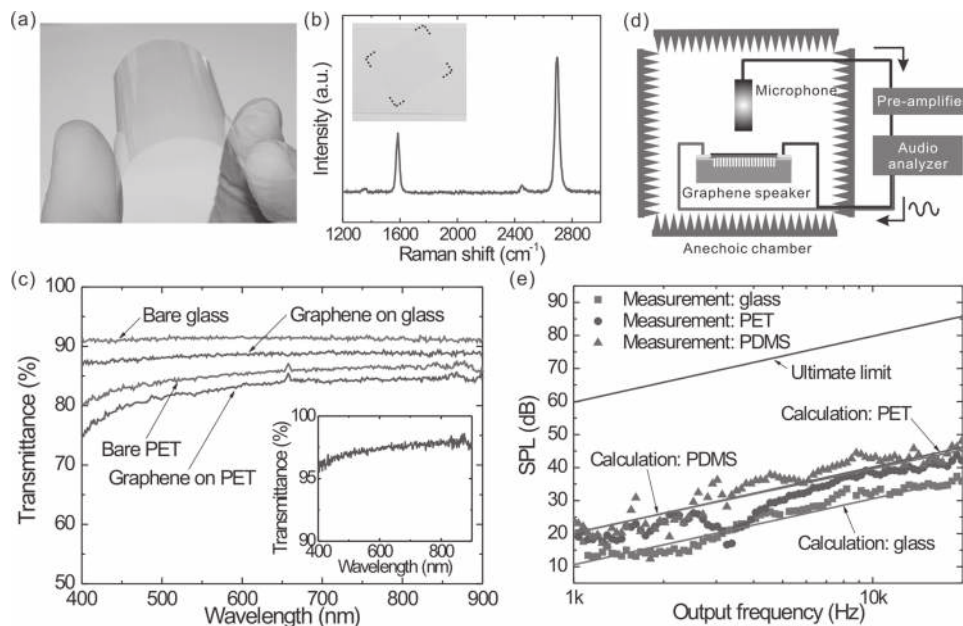 (a)
(b)
Intensity (a.u.)
1200 1600 2000 2400 2800
Raman shift (cm⁻¹)
(d)
Microphone
Pre-amplifier
Audio
analyzer
Graphene speaker
Anechoic chamber
(c)
100
90
80
70
60
50
Transmittance (%)
Bare glass
Graphene on glass
Bare PET
Graphene on PET
400 500 600 700 800 900
Wavelength (nm)
Transmittance (%)
100
95
90
400 600 800
Wavelength (nm)
(e)
SPL (dB)
90
80
70
60
50
40
30
20
10
Measurement: glass
Measurement: PET
Measurement: PDMS
Ultimate limit
Calculation: PET
Calculation: PDMS
Calculation: glass
1k 10k
Output frequency (Hz)